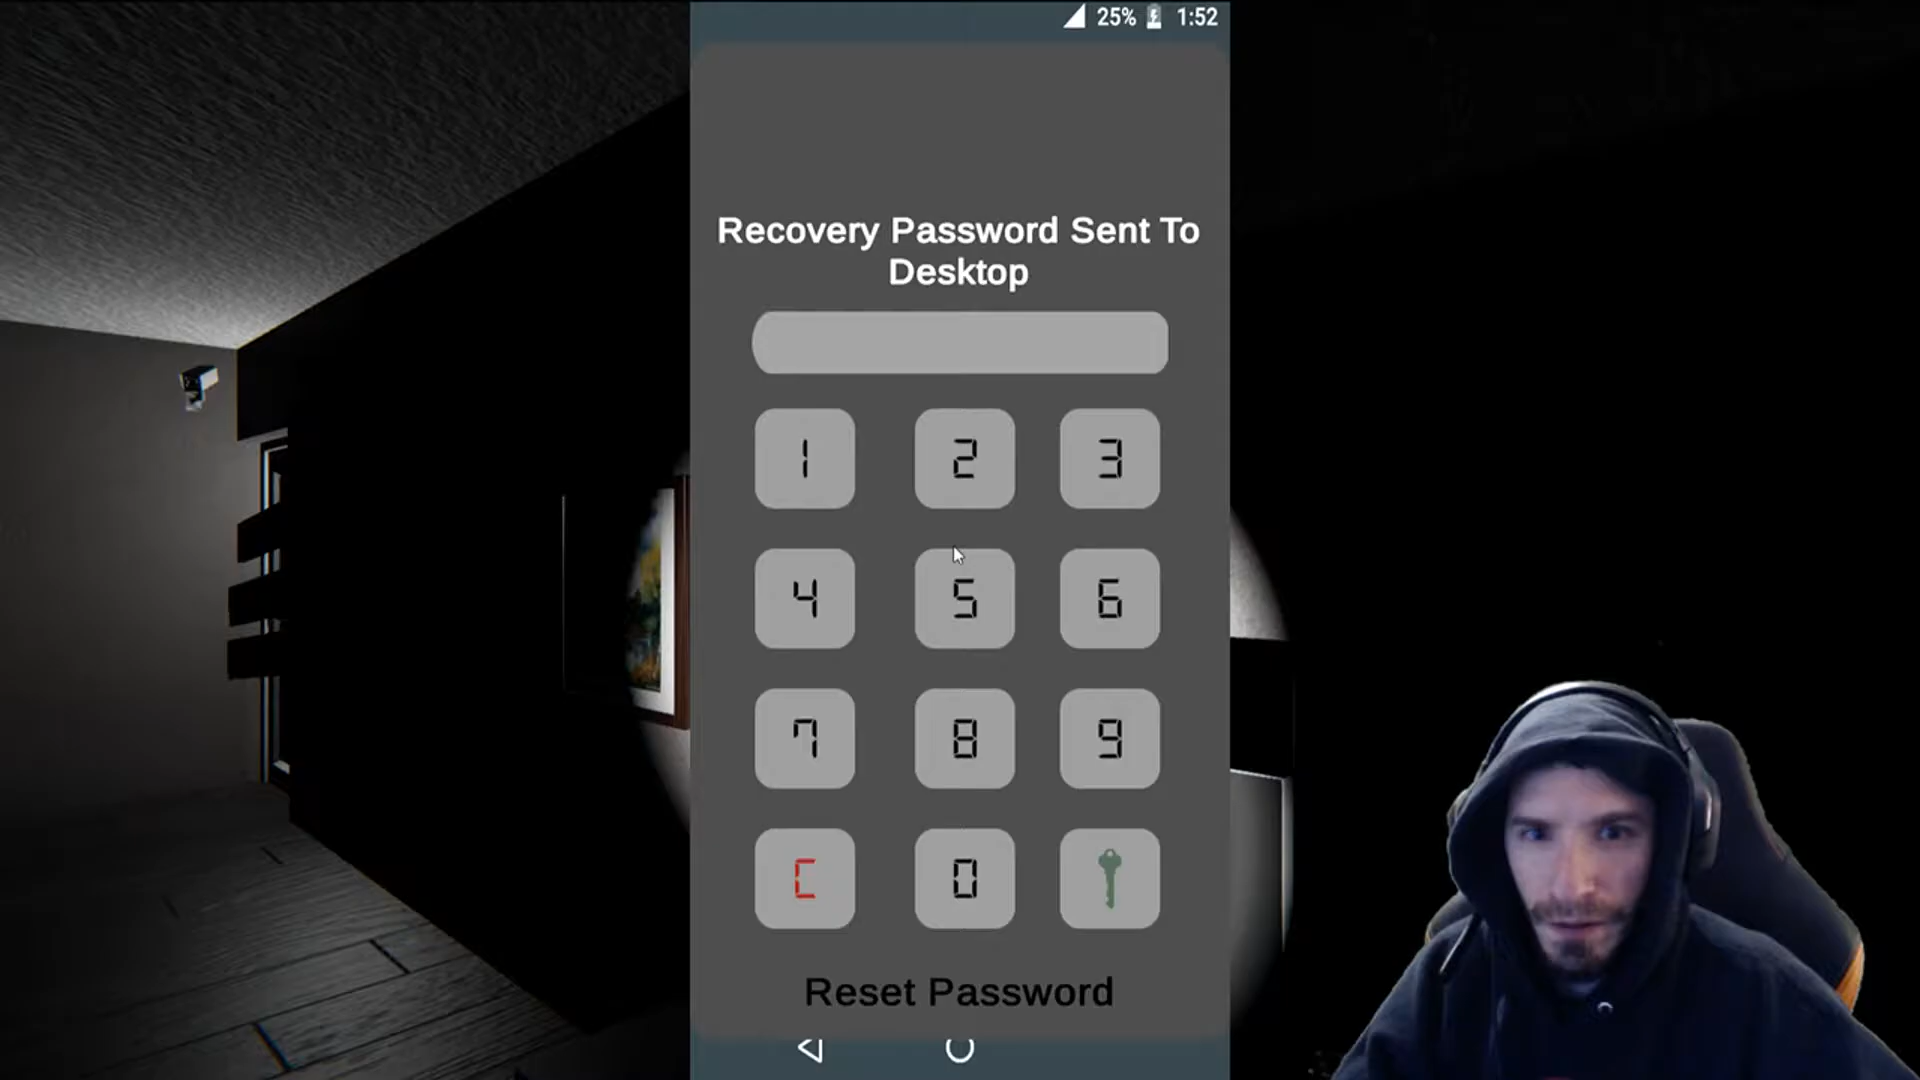 25% 1:52
Recovery Password Sent To
Desktop
1 2 3
4 5 6
7 8 9
C 0
Reset Password